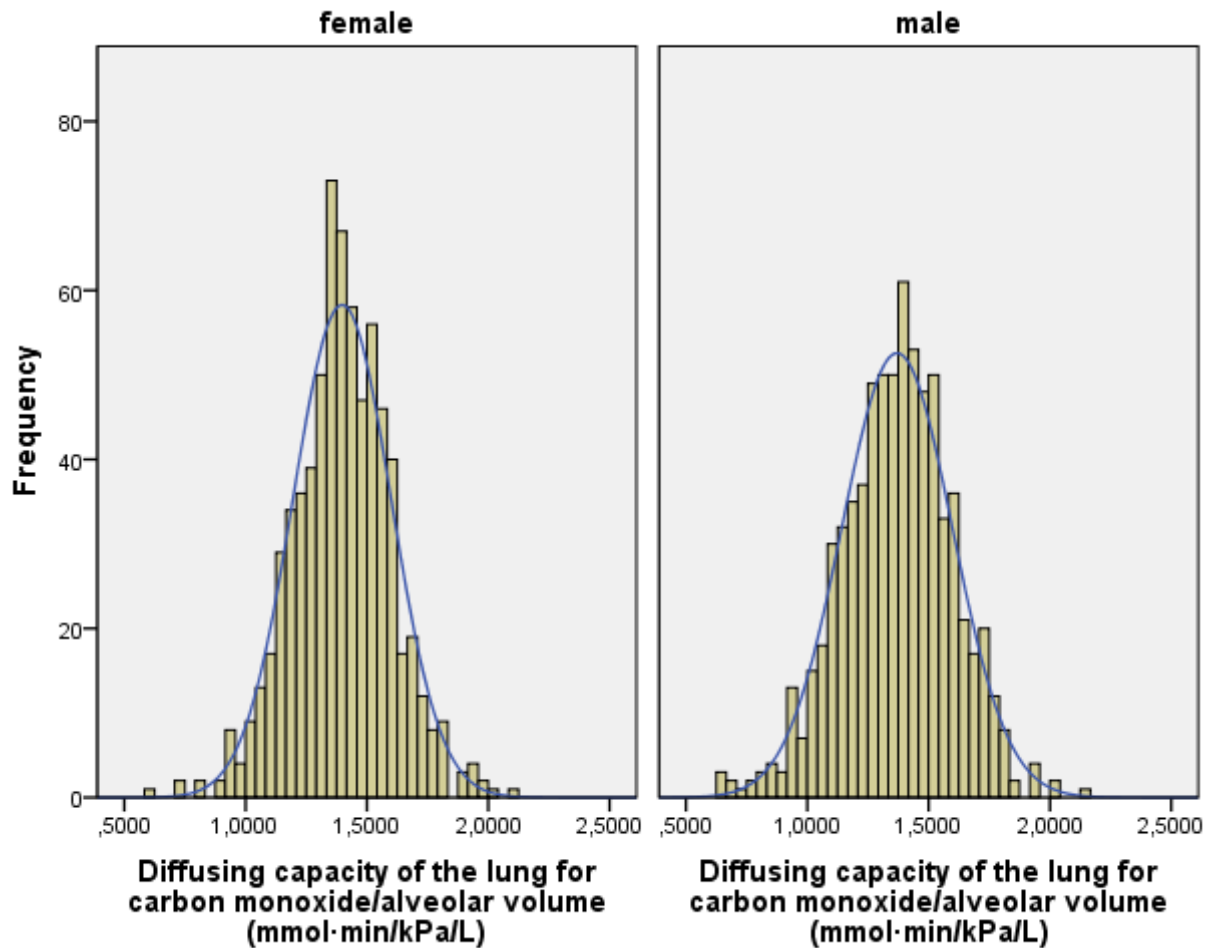 female
male
80
60
40
20
0
Frequency
,5000 1,0000 1,5000 2,0000 2,5000
,5000 1,0000 1,5000 2,0000 2,5000
Diffusing capacity of the lung for
carbon monoxide/alveolar volume
(mmol·min/kPa/L)
Diffusing capacity of the lung for
carbon monoxide/alveolar volume
(mmol·min/kPa/L)